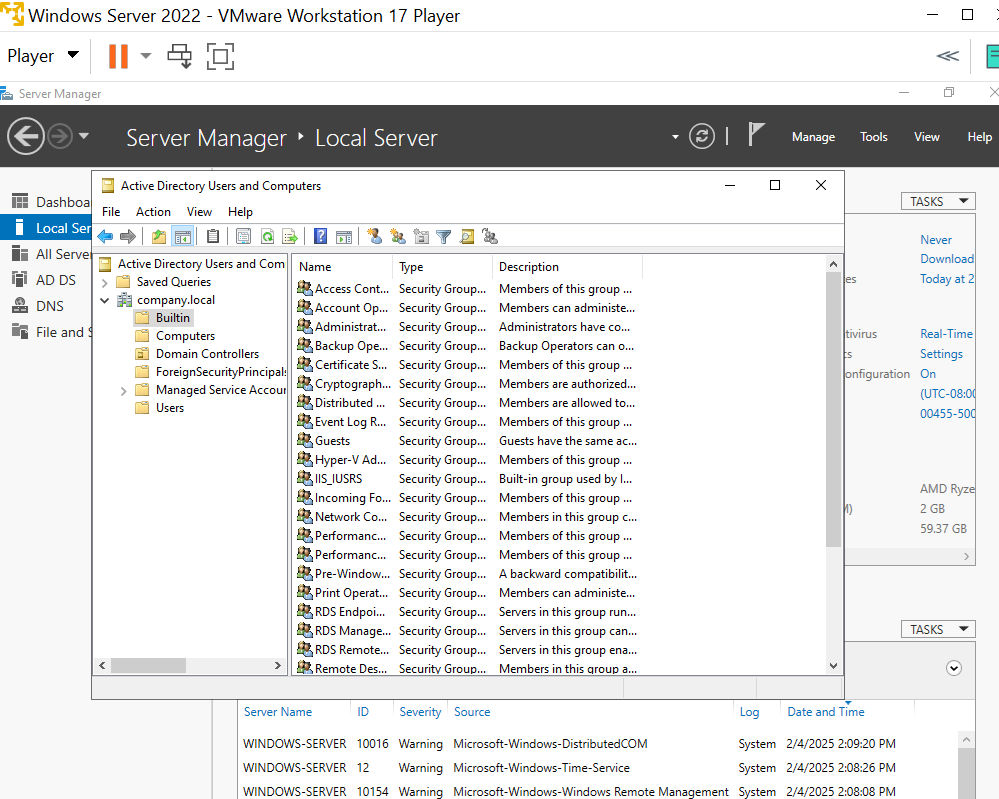 Windows Server 2022 - VMware Workstation 17 Player
Player
Server Manager
Server Manager ‣ Local Server
Manage Tools View Help
Active Directory Users and Computers
File Action View Help
Dashboa
Local Ser
All Server
AD DS
DNS
File and S
Active Directory Users and Com
Saved Queries
company.local
Builtin
Computers
Domain Controllers
ForeignSecurityPrincipals
Managed Service Accour
Users
Name Type Description
Access Cont... Security Group... Members of this group ...
Account Op... Security Group... Members can administe...
Administrat... Security Group... Administrators have co...
Backup Ope... Security Group... Backup Operators can o...
Certificate S... Security Group... Members of this group ...
Cryptograph... Security Group... Members are authorized...
Distributed ... Security Group... Members are allowed to...
Event Log R... Security Group... Members of this group ...
Guests Security Group... Guests have the same ac...
Hyper-V Ad... Security Group... Members of this group ...
IIS_IUSRS Security Group... Built-in group used by I...
Incoming Fo... Security Group... Members of this group ...
Network Co... Security Group... Members in this group c...
Performanc... Security Group... Members of this group ...
Performanc... Security Group... Members of this group ...
Pre-Window... Security Group... A backward compatibilit...
Print Operat... Security Group... Members can administe...
RDS Endpoi... Security Group... Servers in this group run...
RDS Manage... Security Group... Servers in this group can...
RDS Remote... Security Group... Servers in this group ena...
Remote Des... Security Group... Members in this group a...
TASKS
Never
Download
es Today at 2
tivirus Real-Time
cs Settings
onfiguration On
(UTC-08:00
00455-500
AMD Ryze
M) 2 GB
59.37 GB
TASKS
Server Name ID Severity Source Log Date and Time
WINDOWS-SERVER 10016 Warning Microsoft-Windows-DistributedCOM System 2/4/2025 2:09:20 PM
WINDOWS-SERVER 12 Warning Microsoft-Windows-Time-Service System 2/4/2025 2:08:26 PM
WINDOWS-SERVER 10154 Warning Microsoft-Windows-Windows Remote Management System 2/4/2025 2:08:08 PM